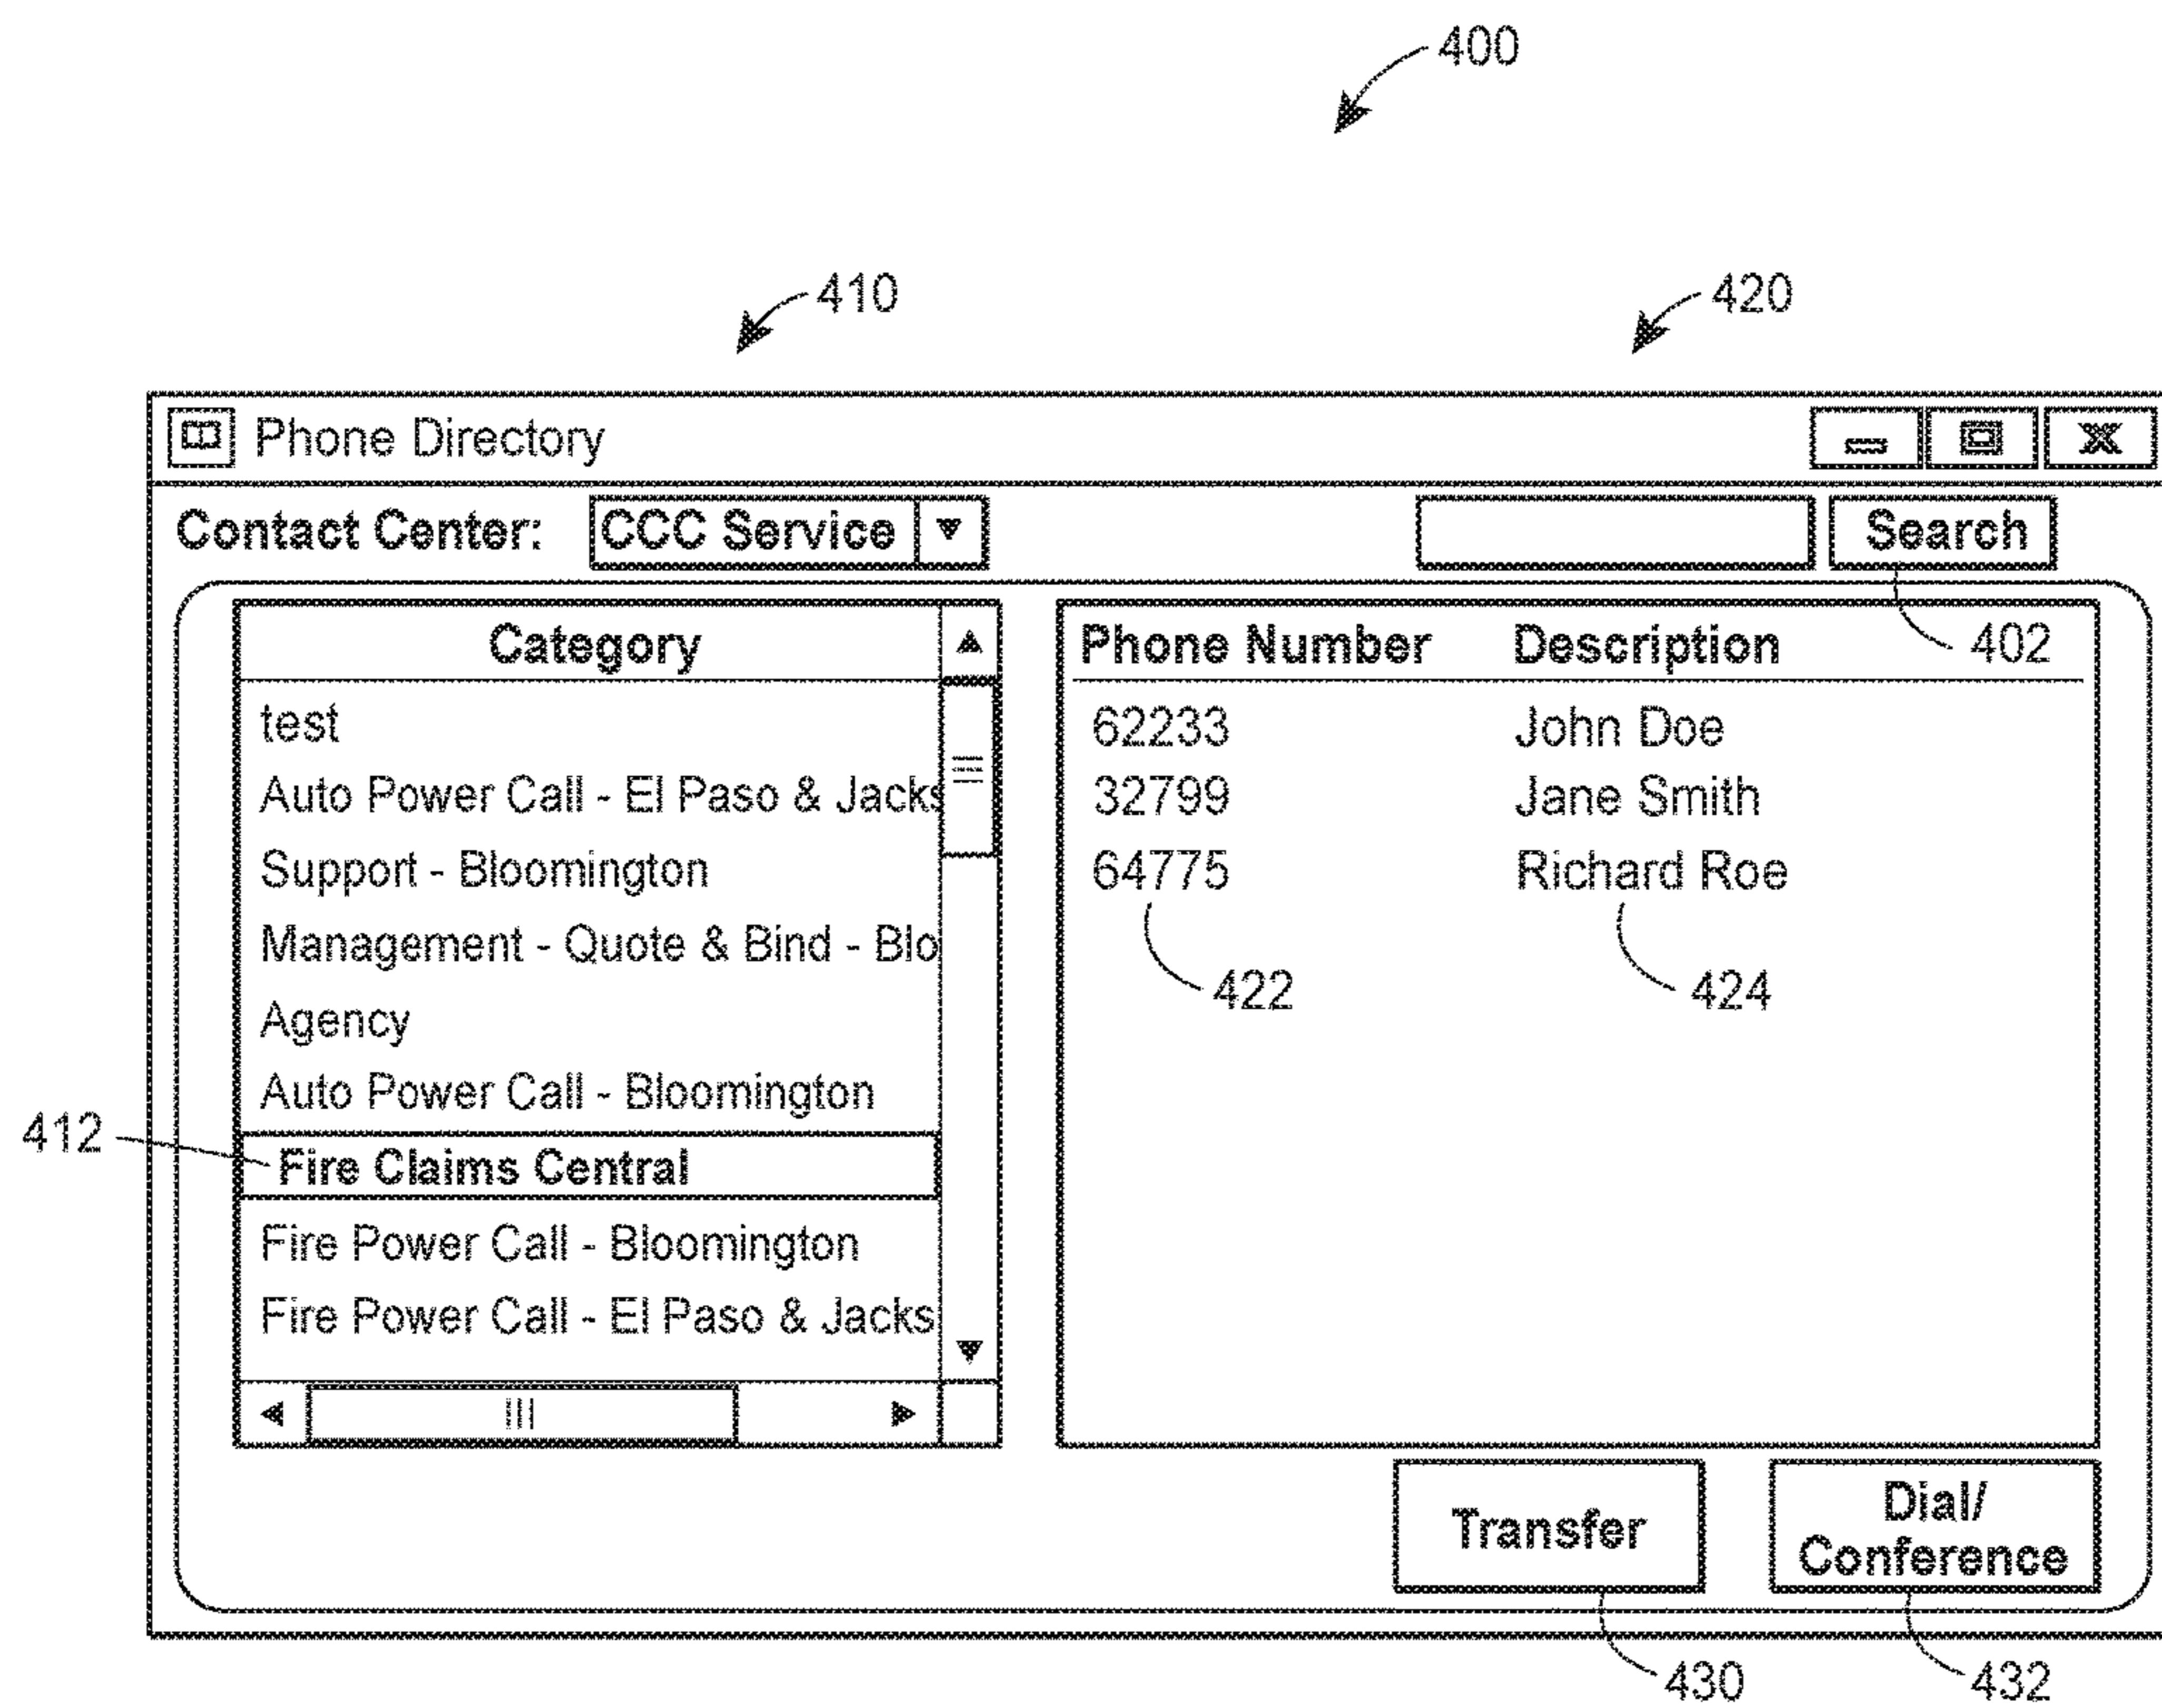 400
410
420
Phone Directory
Contact Center: CCC Service Search
402
Category
test
Auto Power Call - El Paso & Jacks
Support - Bloomington
Management - Quote & Bind - Blo
Agency
Auto Power Call - Bloomington
412
Fire Claims Central
Fire Power Call - Bloomington
Fire Power Call - El Paso & Jacks
Phone Number Description
62233 John Doe
32799 Jane Smith
64775 Richard Roe
422 424
Transfer
Dial/
Conference
430 432